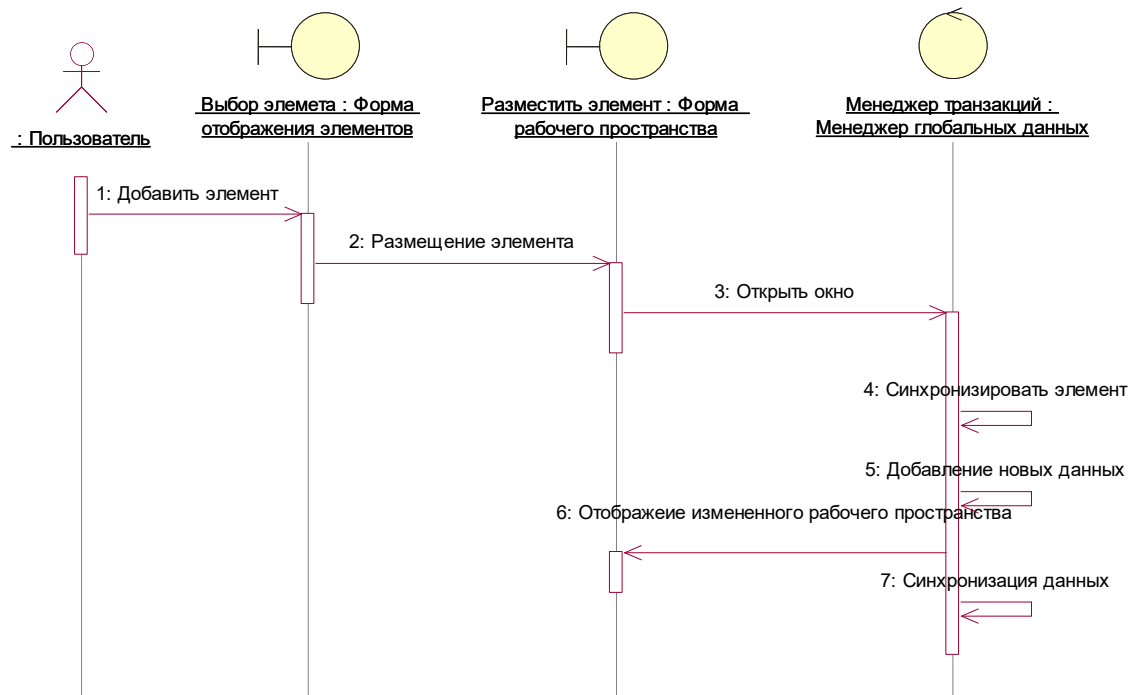 : Пользователь
Выбор элемета : Форма
отображения элементов
Разместить элемент : Форма
рабочего пространства
Менеджер транзакций :
Менеджер глобальных данных
1: Добавить элемент
2: Размещение элемента
3: Открыть окно
4: Синхронизировать элемент
5: Добавление новых данных
6: Отображеие измененного рабочего пространства
7: Синхронизация данных